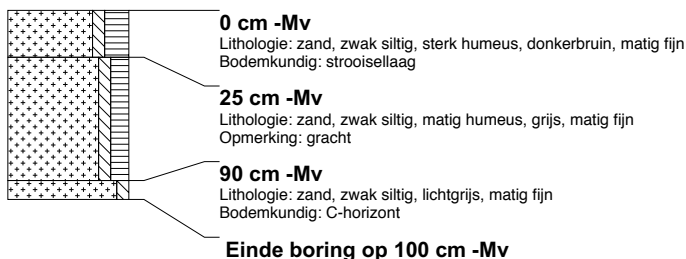 0 cm -Mv
Lithologie: zand, zwak siltig, sterk humeus, donkerbruin, matig fijn
Bodemkundig: strooisellaag
25 cm -Mv
Lithologie: zand, zwak siltig, matig humeus, grijs, matig fijn
Opmerking: gracht
90 cm -Mv
Lithologie: zand, zwak siltig, lichtgrijs, matig fijn
Bodemkundig: C-horizont
Einde boring op 100 cm -Mv